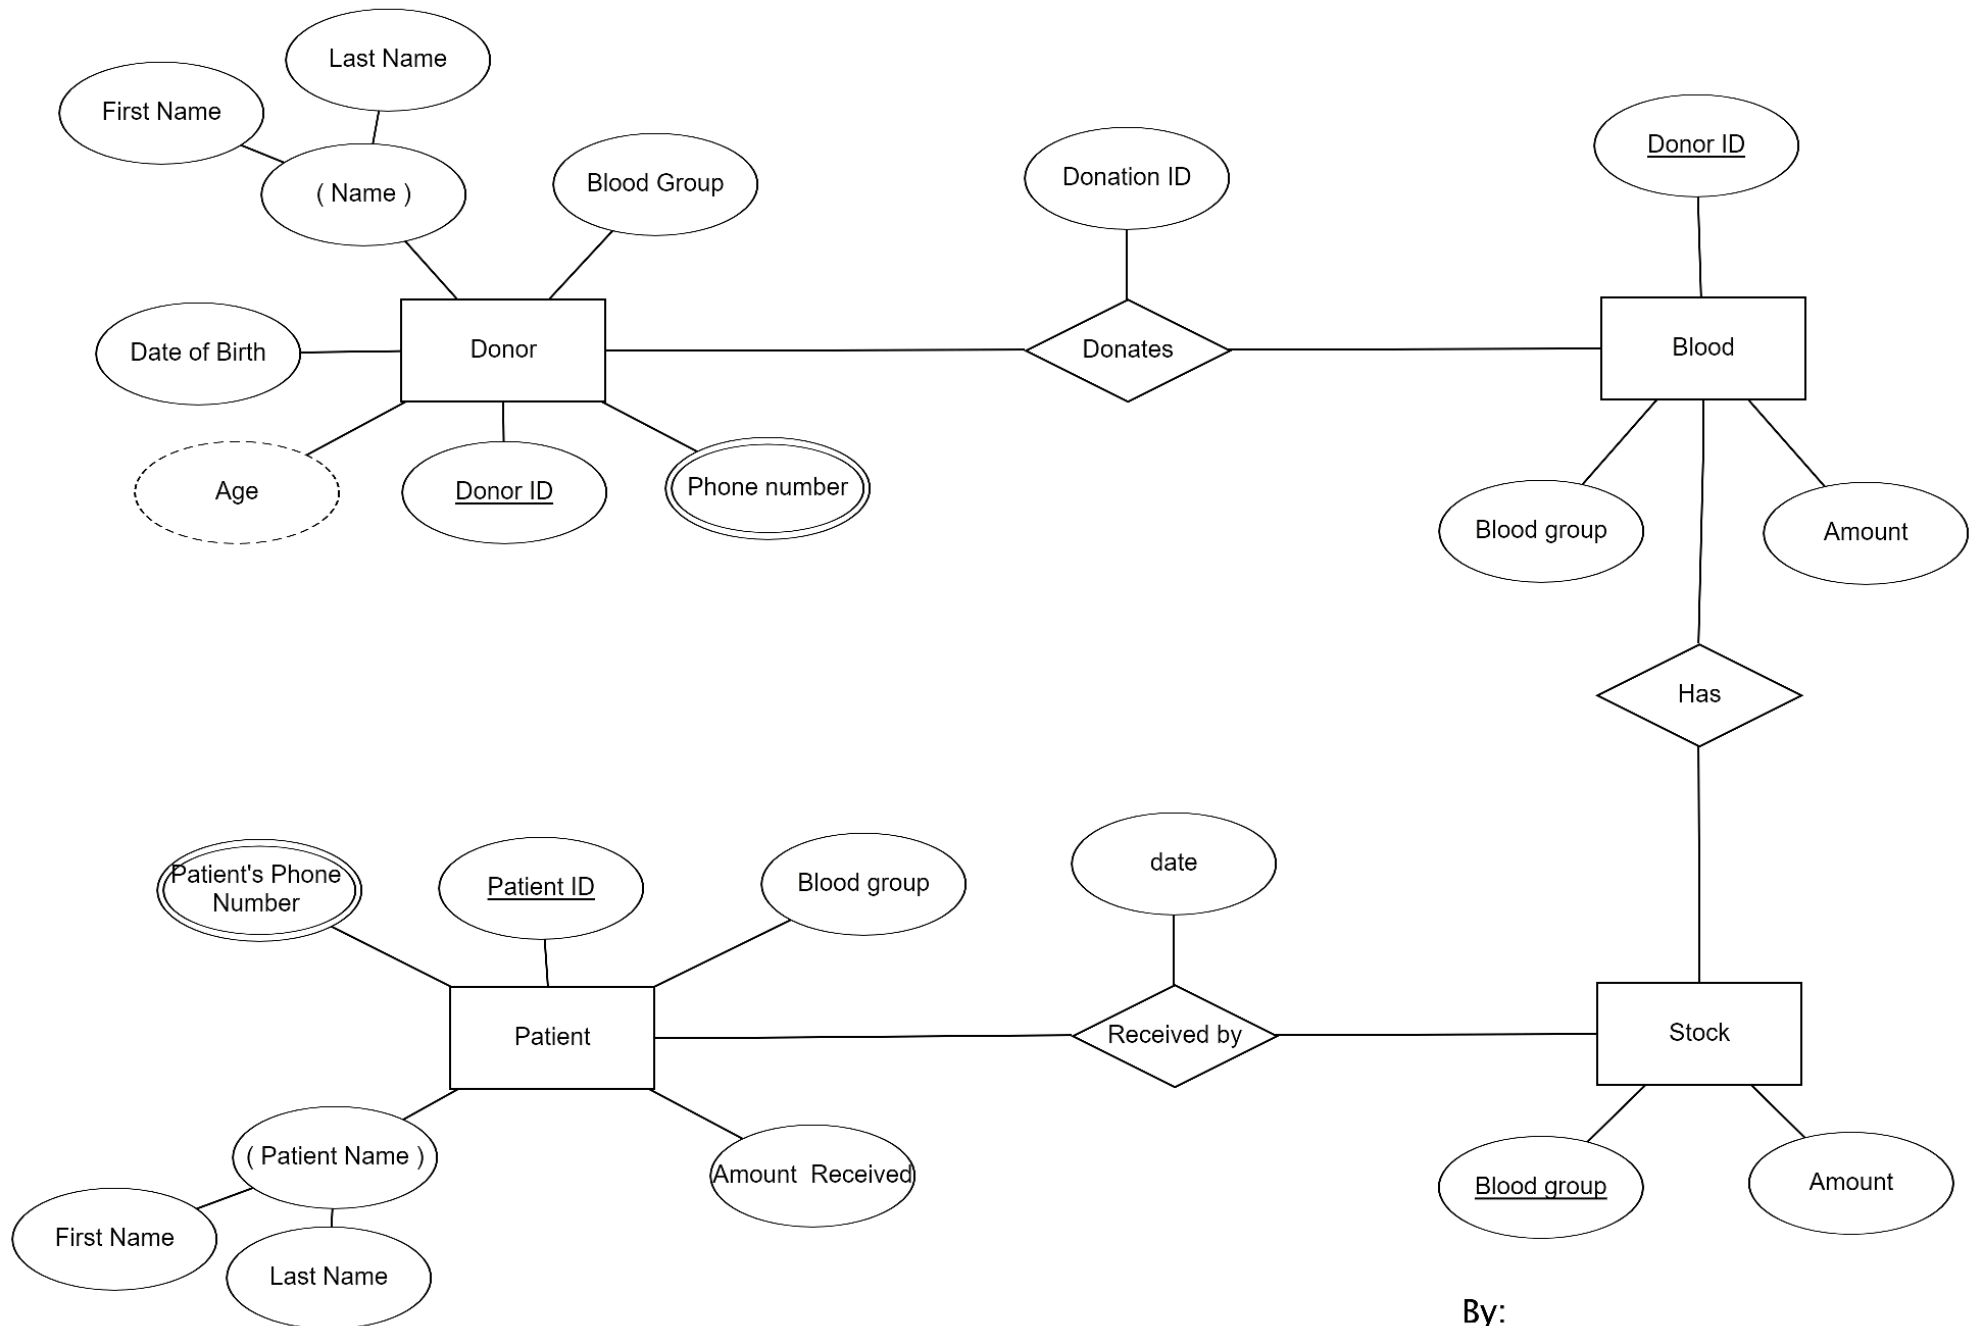 Last Name
First Name
( Name )
Blood Group
Donation ID
Donor ID
Date of Birth
Donor
Donates
Blood
Age
Donor ID
Phone number
Blood group
Amount
Has
Patient's Phone
Number
Patient ID
Blood group
date
Patient
Received by
Stock
( Patient Name )
Amount  Received
Blood group
Amount
First Name
Last Name
By: